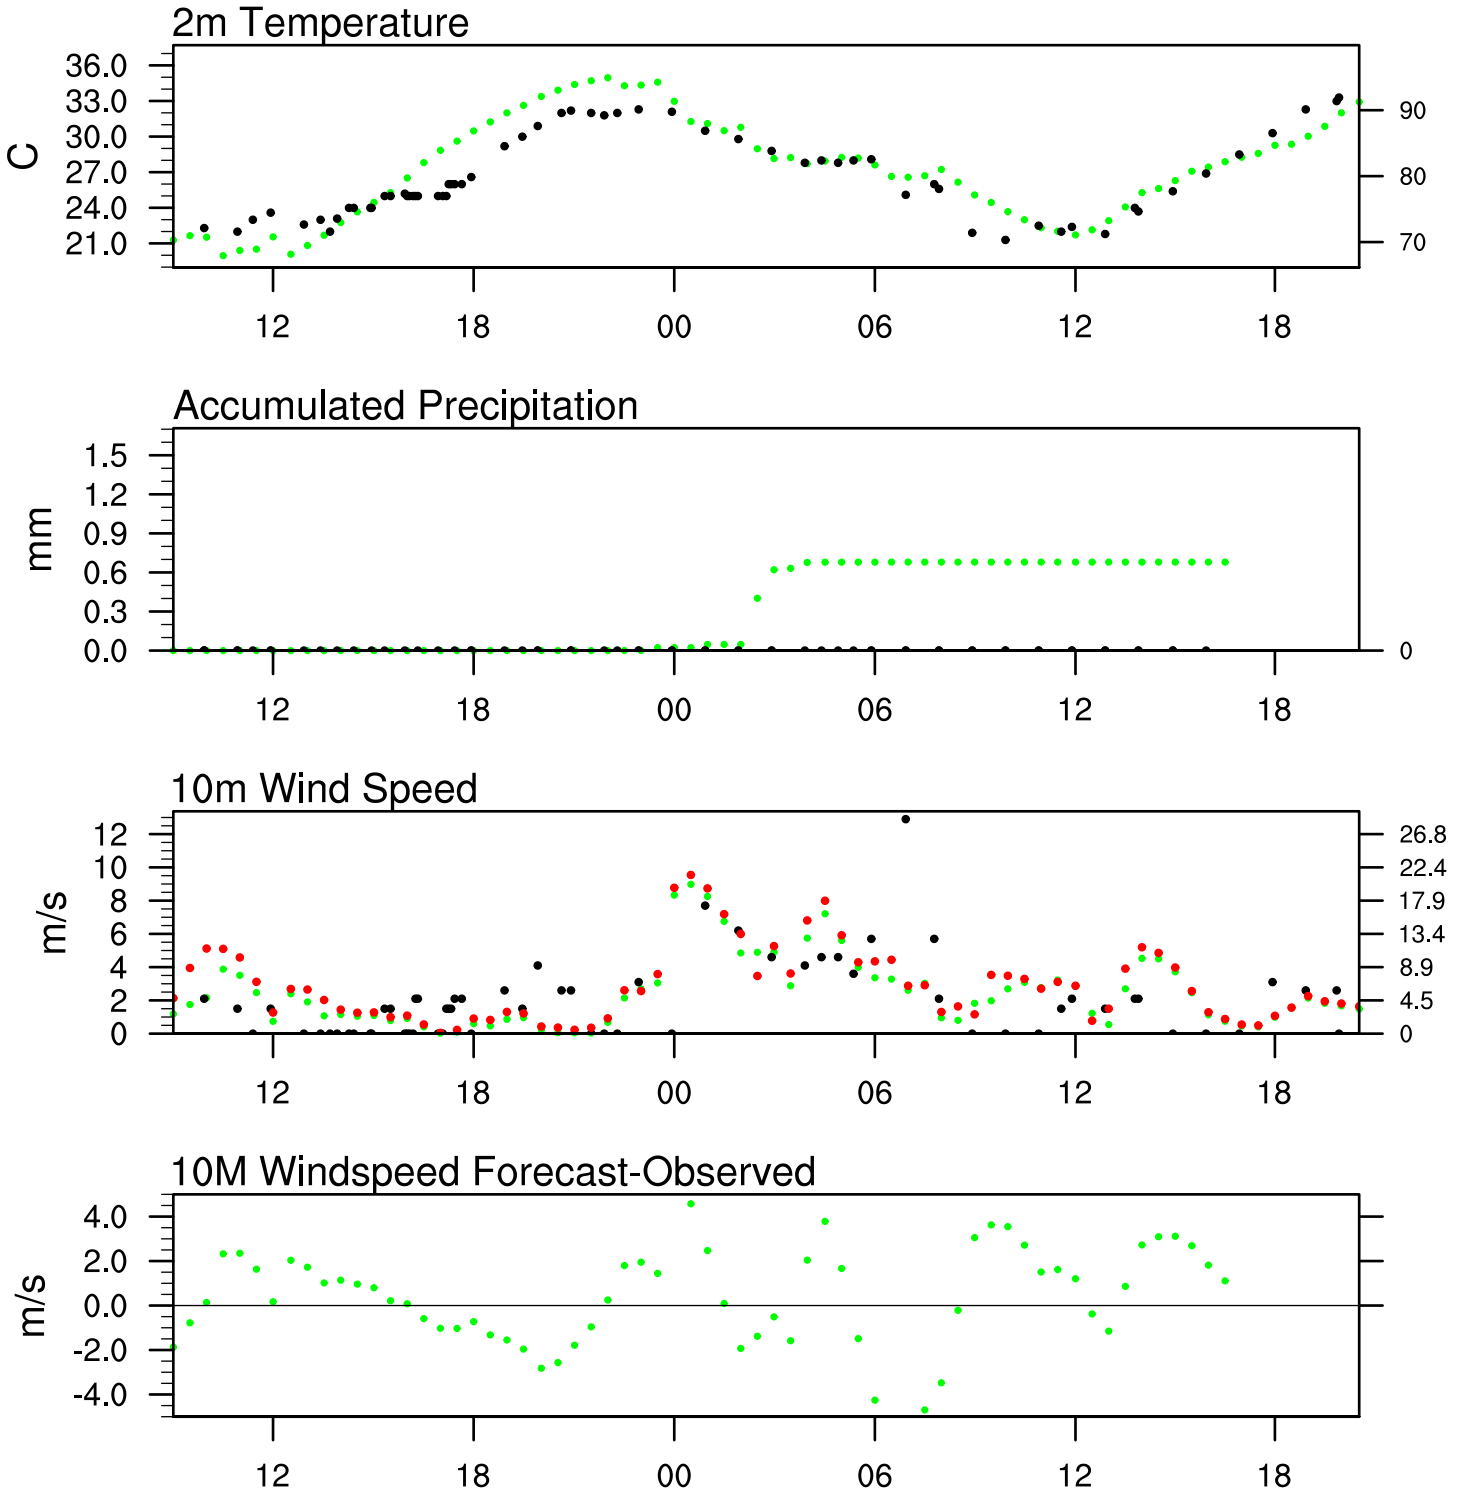 2m Temperature
36.0
33.0
30.0
27.0
24.0
21.0
C
90
80
70
12 18 00 06 12 18
Accumulated Precipitation
1.5
1.2
0.9
0.6
0.3
0.0
mm
0
12 18 00 06 12 18
10m Wind Speed
12
10
8
6
4
2
0
m/s
26.8
22.4
17.9
13.4
8.9
4.5
0
12 18 00 06 12 18
10M Windspeed Forecast-Observed
4.0
2.0
0.0
-2.0
-4.0
m/s
12 18 00 06 12 18